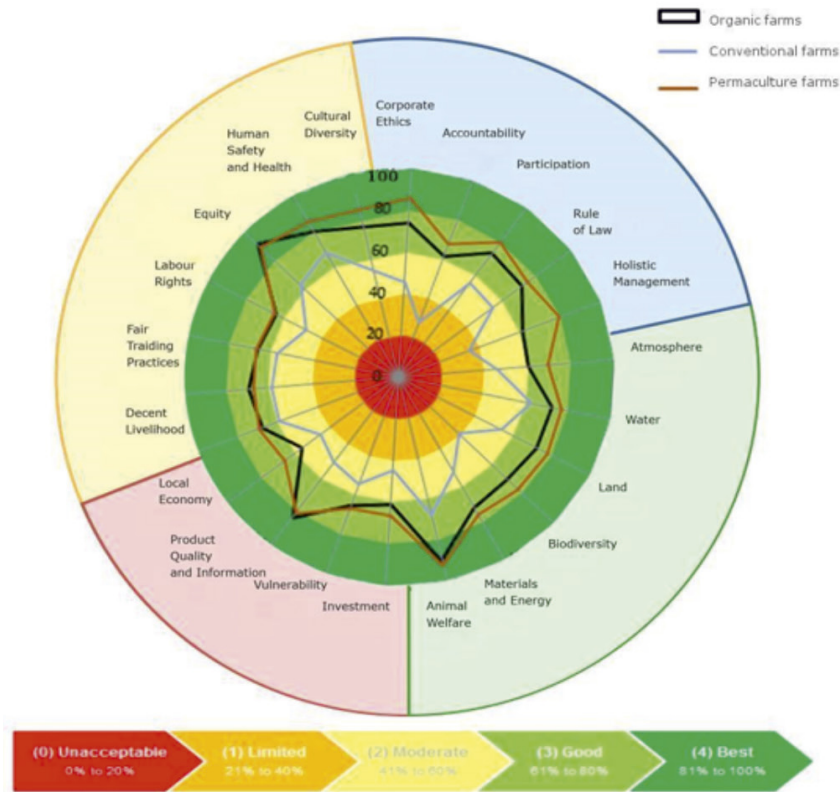 Organic farms
Conventional farms
Permaculture farms
Corporate
Ethics
Accountability
Participation
Rule
of Law
Holistic
Management
Atmosphere
Water
Land
Biodiversity
Materials
and Energy
Animal
Welfare
Investment
Vulnerability
Product
Quality
and Information
Local
Economy
Decent
Livelihood
Fair
Traiding
Practices
Labour
Rights
Equity
Human
Safety
and Health
Cultural
Diversity
100
80
60
40
20
0
(0) Unacceptable
0% to 20%
(1) Limited
21% to 40%
(2) Moderate
41% to 60%
(3) Good
61% to 80%
(4) Best
81% to 100%